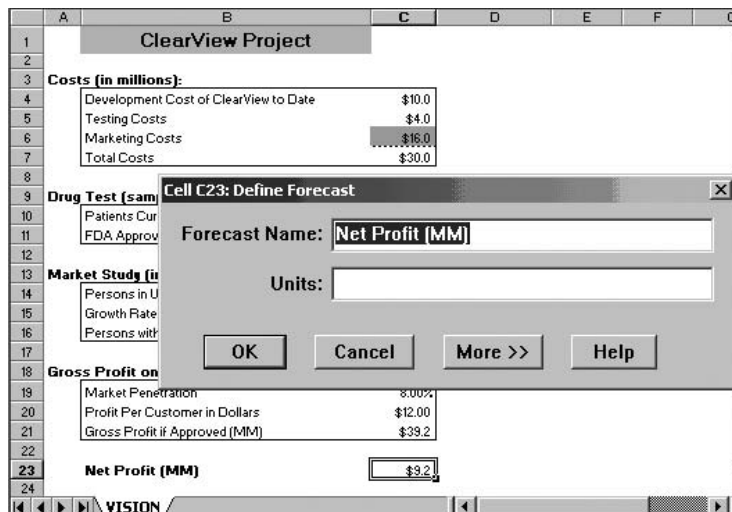 A B C D E F
1 ClearView Project
2
3 Costs (in millions):
4 Development Cost of ClearView to Date $10.0
5 Testing Costs $4.0
6 Marketing Costs $16.0
7 Total Costs $30.0
8
9 Drug Test (sam
10 Patients Cur
11 FDA Approv
12
13 Market Study (i
14 Persons in U
15 Growth Rate
16 Persons with
17
18 Gross Profit on
19 Market Penetration 8.00%
20 Profit Per Customer in Dollars $12.00
21 Gross Profit if Approved (MM) $39.2
22
23 Net Profit (MM) $9.2
24
VISION
Cell C23: Define Forecast
Forecast Name: Net Profit (MM)
Units:
OK Cancel More >> Help